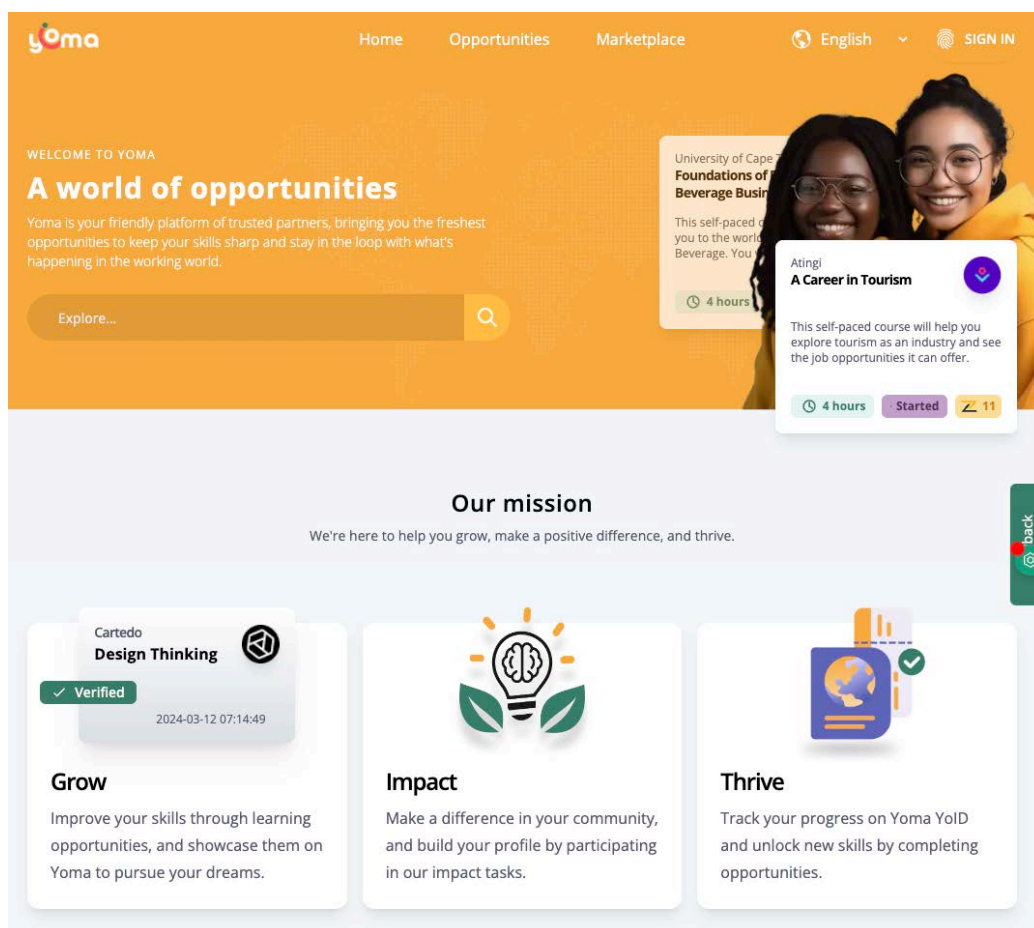 yoma
Home Opportunities Marketplace English SIGN IN
WELCOME TO YOMA
A world of opportunities
Yoma is your friendly platform of trusted partners, bringing you the freshest
opportunities to keep your skills sharp and stay in the loop with what's
happening in the working world.
Explore...
University of Cape
Foundations of
Beverage
This self-paced
you to the
Beverage. You
4 hours
Atingi
A Career in Tourism
This self-paced course will help you
explore tourism as an industry and see
the job opportunities it can offer.
4 hours Started 11
Our mission
We're here to help you grow, make a positive difference, and thrive.
back
Cartedo
Design Thinking
Verified
2024-03-12 07:14:49
Grow
Improve your skills through learning
opportunities, and showcase them on
Yoma to pursue your dreams.
Impact
Make a difference in your community,
and build your profile by participating
in our impact tasks.
Thrive
Track your progress on Yoma YoID
and unlock new skills by completing
opportunities.